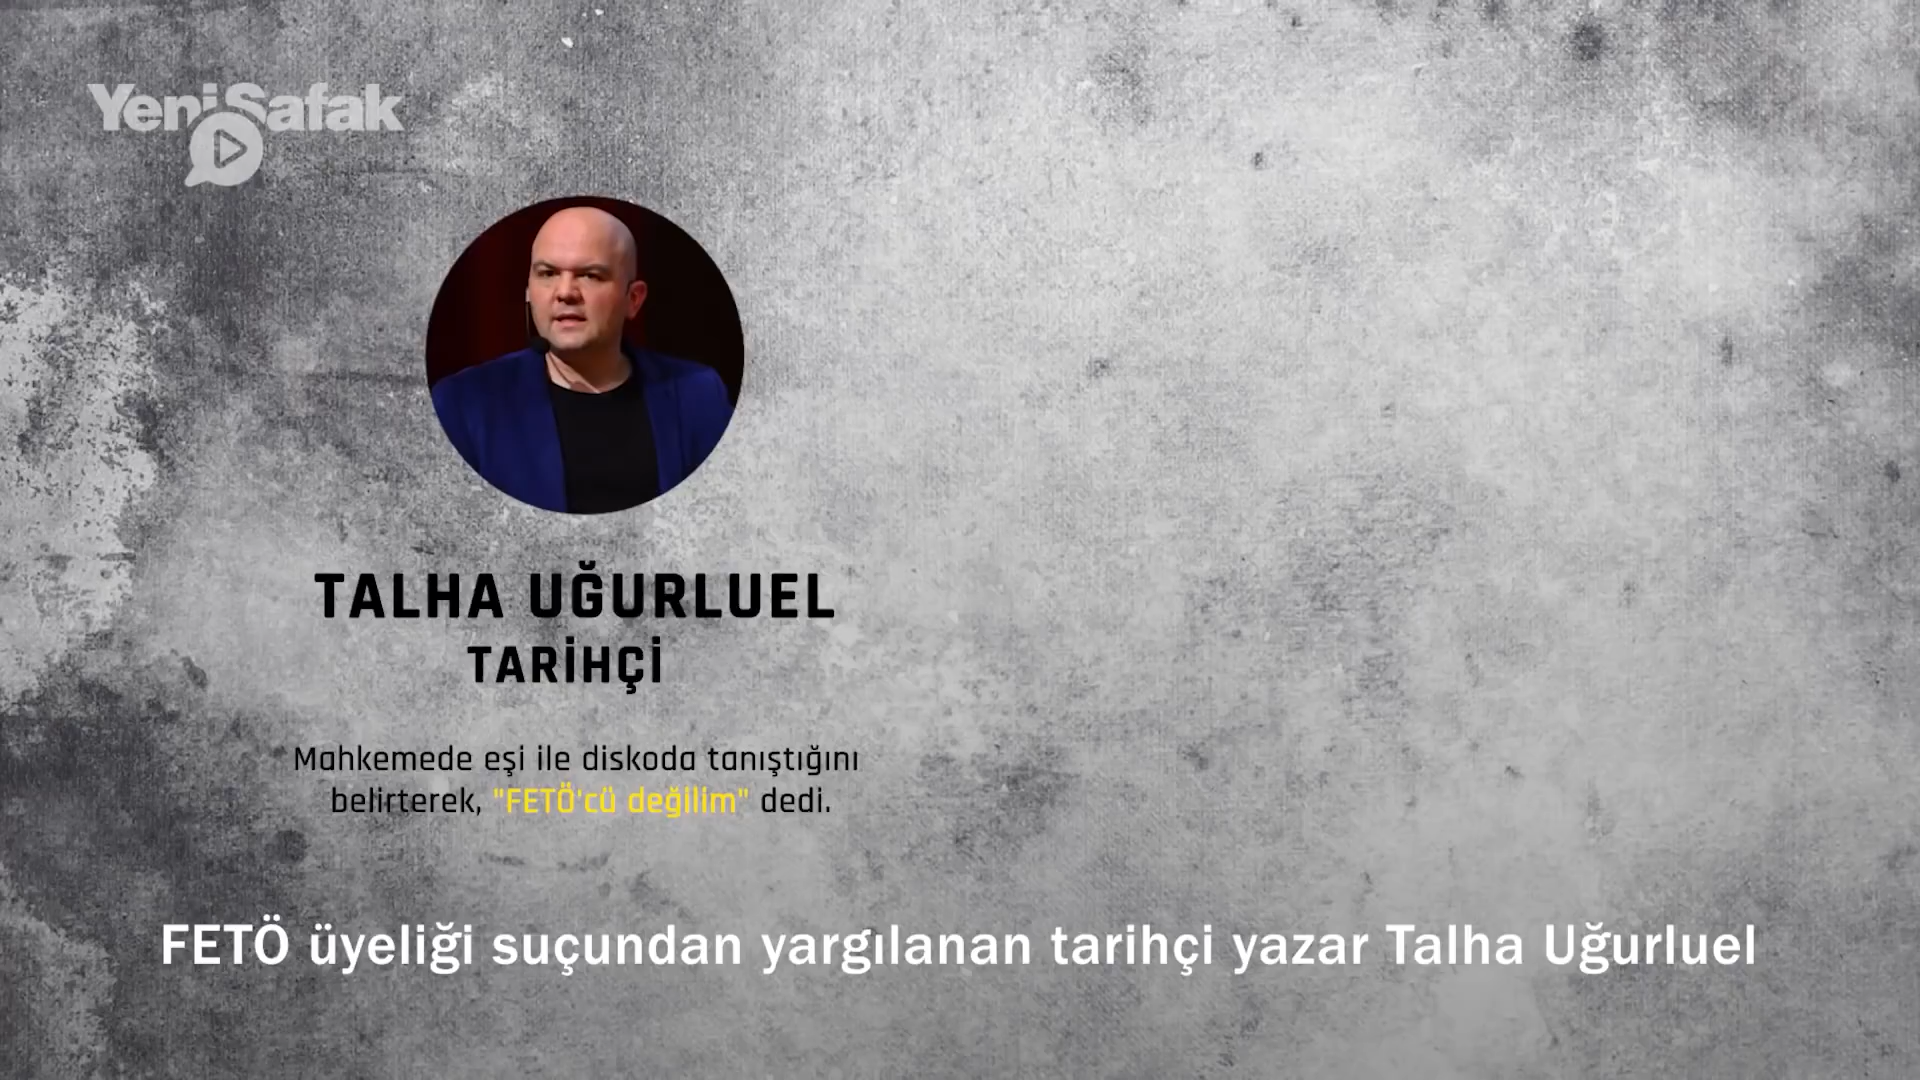 YeniSafak
TALHA UĞURLUEL
TARİHÇİ
Mahkemede eşi ile diskoda tanıştığını
belirterek, "FETÖ'cü değilim" dedi.
FETÖ üyeliği suçundan yargılanan tarihçi yazar Talha Uğurluel